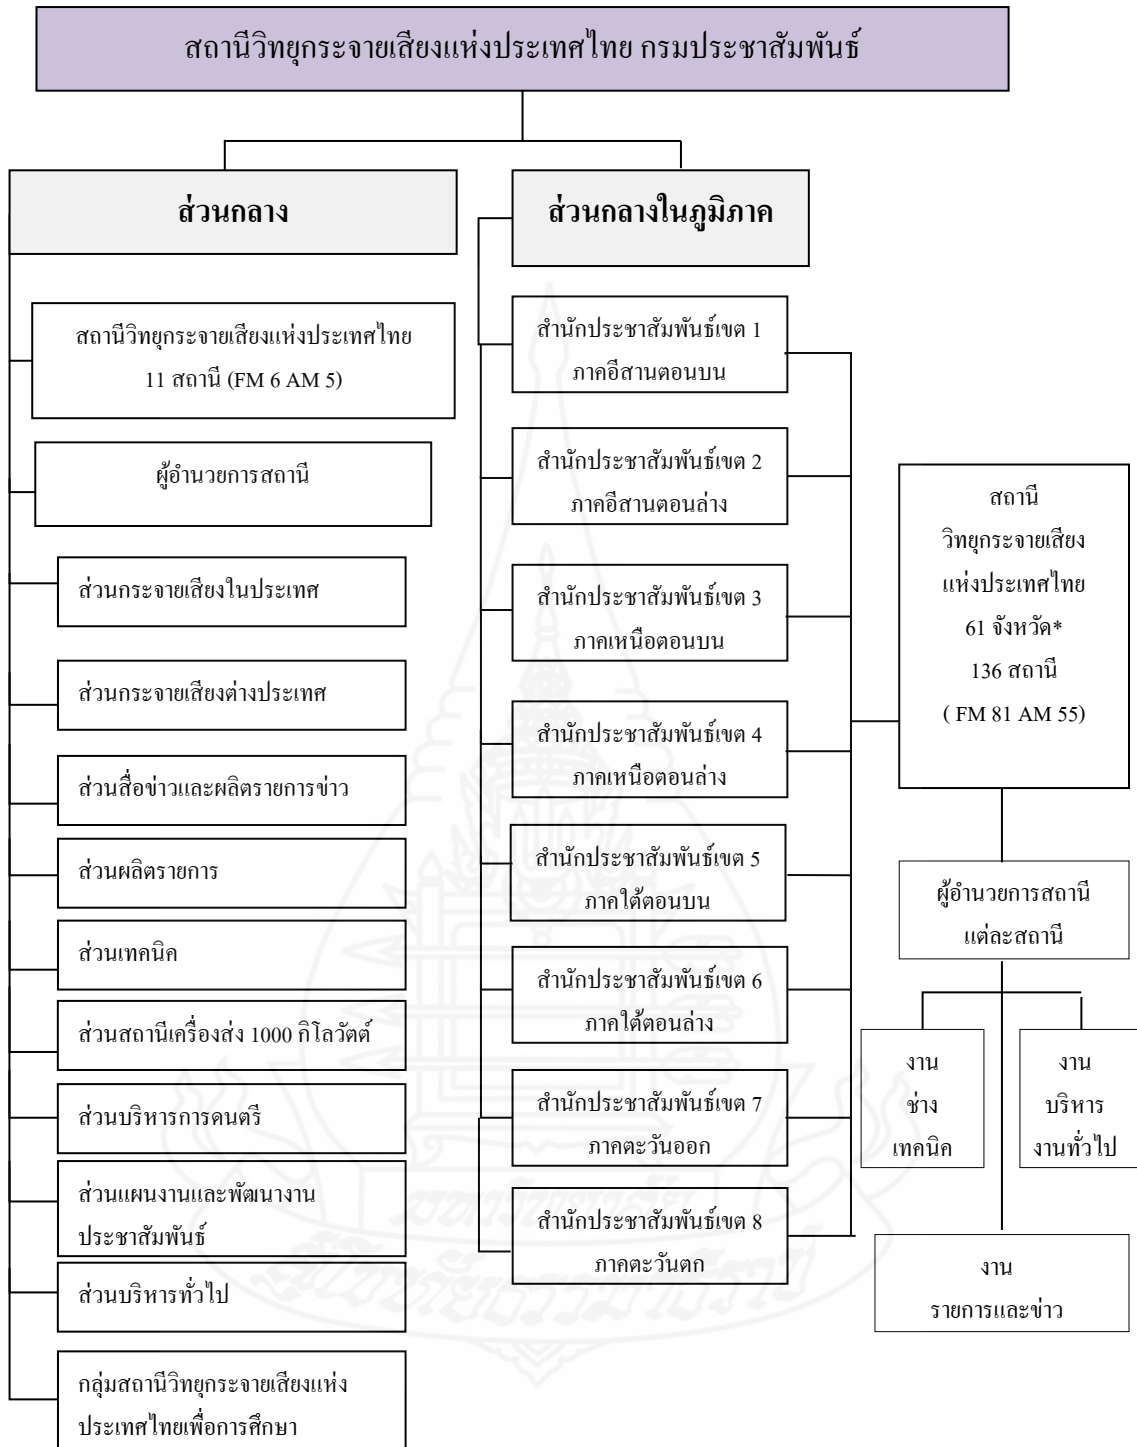 สถานีวิทยุกระจายเสียงแห่งประเทศไทย กรมประชาสัมพันธ์
ส่วนกลาง
สถานีวิทยุกระจายเสียงแห่งประเทศไทย
11 สถานี (FM 6 AM 5)
ผู้อำนวยการสถานี
ส่วนกระจายเสียงในประเทศ
ส่วนกระจายเสียงต่างประเทศ
ส่วนสื่อข่าวและผลิตรายการข่าว
ส่วนผลิตรายการ
ส่วนเทคนิค
ส่วนสถานีเครื่องส่ง 1000 กิโลวัตต์
ส่วนบริหารการดนตรี
ส่วนแผนงานและพัฒนางาน
ประชาสัมพันธ์
ส่วนบริหารทั่วไป
กลุ่มสถานีวิทยุกระจายเสียงแห่ง
ประเทศไทยเพื่อการศึกษา
ส่วนกลางในภูมิภาค
สำนักประชาสัมพันธ์เขต 1
ภาคอีสานตอนบน
สำนักประชาสัมพันธ์เขต 2
ภาคอีสานตอนล่าง
สำนักประชาสัมพันธ์เขต 3
ภาคเหนือตอนบน
สำนักประชาสัมพันธ์เขต 4
ภาคเหนือตอนล่าง
สำนักประชาสัมพันธ์เขต 5
ภาคใต้ตอนบน
สำนักประชาสัมพันธ์เขต 6
ภาคใต้ตอนล่าง
สำนักประชาสัมพันธ์เขต 7
ภาคตะวันออก
สำนักประชาสัมพันธ์เขต 8
ภาคตะวันตก
สถานี
วิทยุกระจายเสียง
แห่งประเทศไทย
61 จังหวัด*
136 สถานี
( FM 81 AM 55)
ผู้อำนวยการสถานี
แต่ละสถานี
งาน
ช่าง
เทคนิค
งาน
บริหาร
งานทั่วไป
งาน
รายการและข่าว